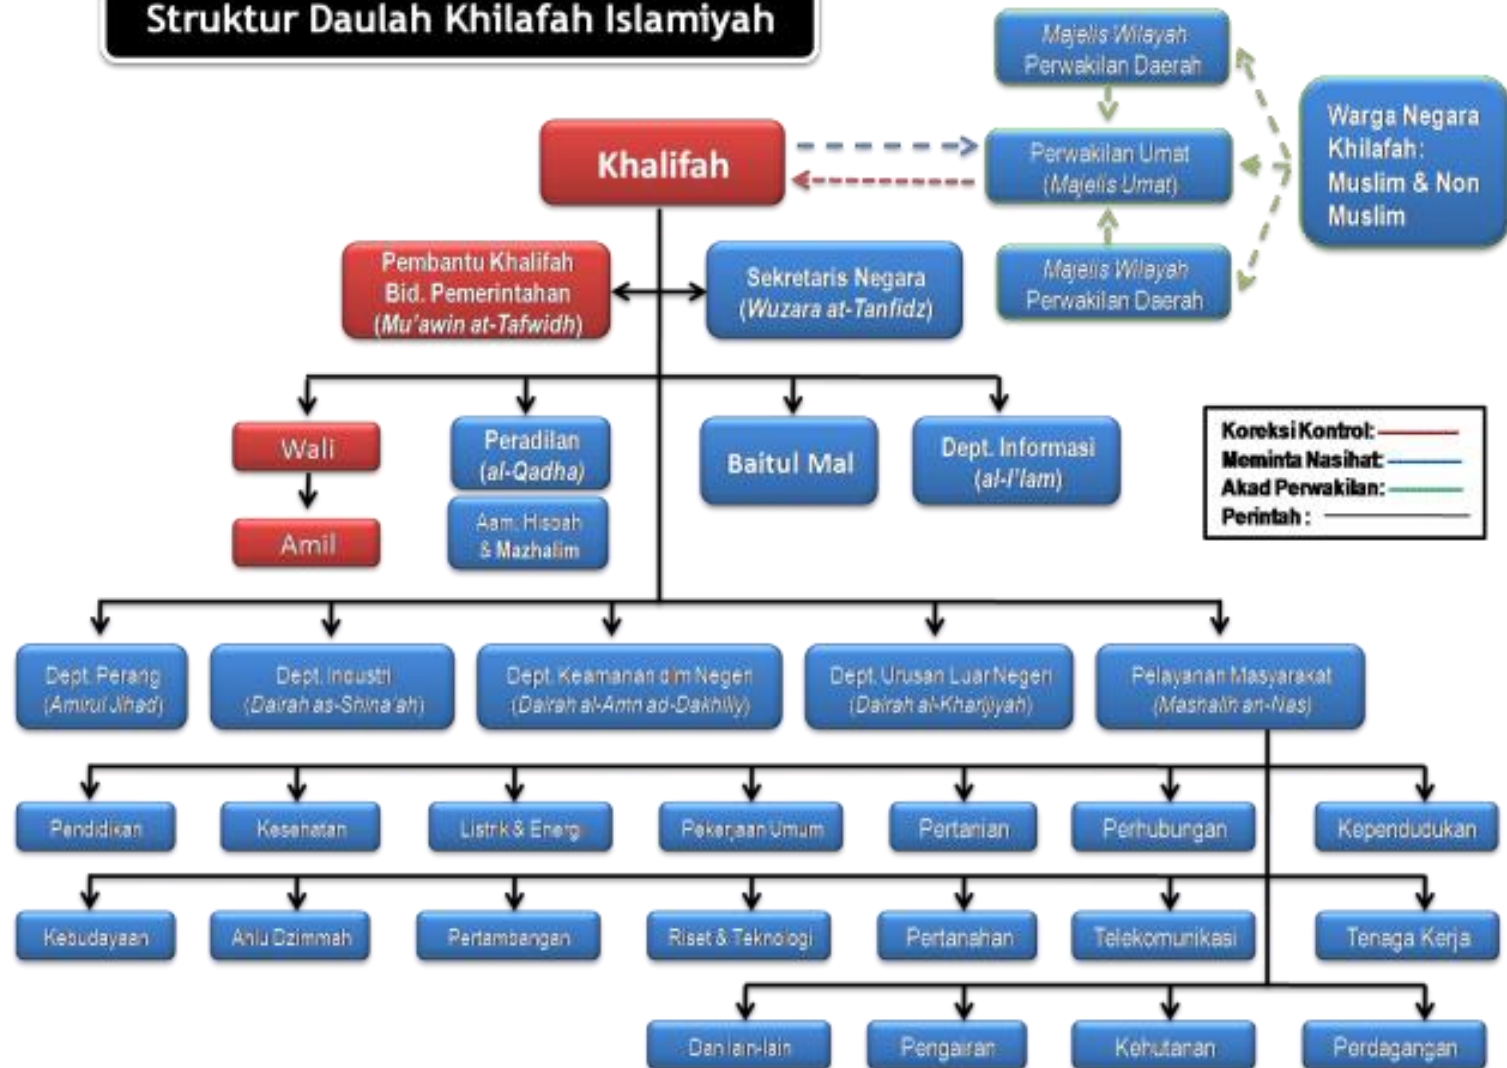 Struktur Daulah Khilafah Islamiyah
Majelis Wilayah
Perwakilan Daerah
Warga Negara
Khilafah:
Muslim & Non
Muslim
Khalifah
Perwakilan Umat
(Majelis Umat)
Majelis Wilayah
Perwakilan Daerah
Pembantu Khalifah
Bid. Pemerintahan
(Mu'awin at-Tafwidh)
Sekretaris Negara
(Wuzara at-Tanfidz)
Wali
Amil
Peradilan
(al-Qadha)
Aam. Hisbah
& Mazhalim
Baitul Mal
Dept. Informasi
(al-I'lam)
Koreksi Kontrol:
Meminta Nasihat:
Akad Perwakilan:
Perintah :
Dept. Perang
(Amirul Jihad)
Dept. Industri
(Dairah as-Shina'ah)
Dept. Keamanan dlm Negeri
(Dairah al-Amn ad-Dakhiliy)
Dept. Urusan Luar Negeri
(Dairah al-Kharijiyah)
Pelayanan Masyarakat
(Mashalih an-Nas)
Pendidikan
Kesehatan
Listrik & Energi
Pekerjaan Umum
Pertanian
Perhubungan
Kependudukan
Kebudayaan
Ahlu Dzimmah
Pertambangan
Riset & Teknologi
Pertanahan
Telekomunikasi
Tenaga Kerja
Dan lain-lain
Pengairan
Kehutanan
Perdagangan